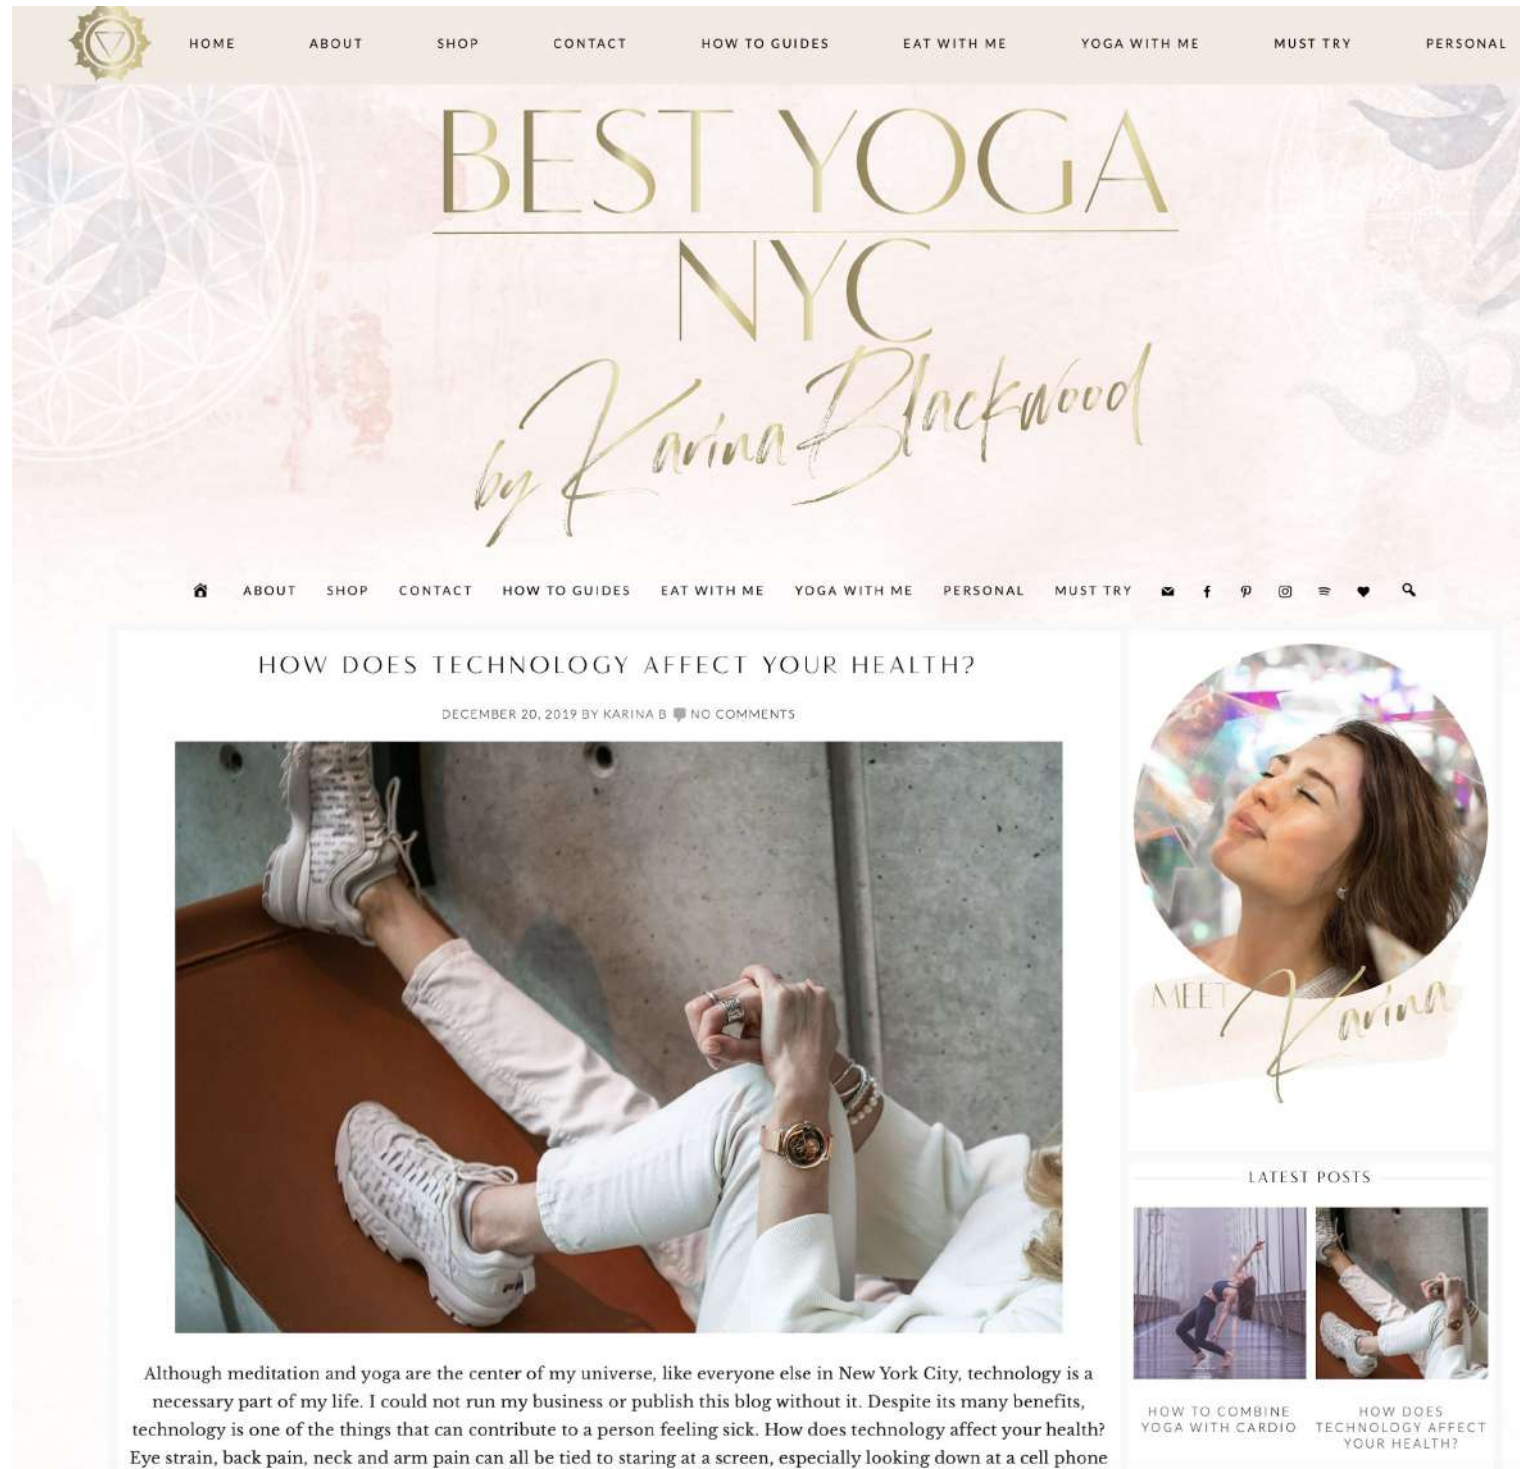 HOME ABOUT SHOP CONTACT HOW TO GUIDES EAT WITH ME YOGA WITH ME MUST TRY PERSONAL
BEST YOGA
NYC
by Karina Blackwood
ABOUT SHOP CONTACT HOW TO GUIDES EAT WITH ME YOGA WITH ME PERSONAL MUST TRY
HOW DOES TECHNOLOGY AFFECT YOUR HEALTH?
DECEMBER 20, 2019 BY KARINA B NO COMMENTS
Although meditation and yoga are the center of my universe, like everyone else in New York City, technology is a
necessary part of my life. I could not run my business or publish this blog without it. Despite its many benefits,
technology is one of the things that can contribute to a person feeling sick. How does technology affect your health?
Eye strain, back pain, neck and arm pain can all be tied to staring at a screen, especially looking down at a cell phone
MEET Karina
LATEST POSTS
HOW TO COMBINE
YOGA WITH CARDIO
HOW DOES
TECHNOLOGY AFFECT
YOUR HEALTH?